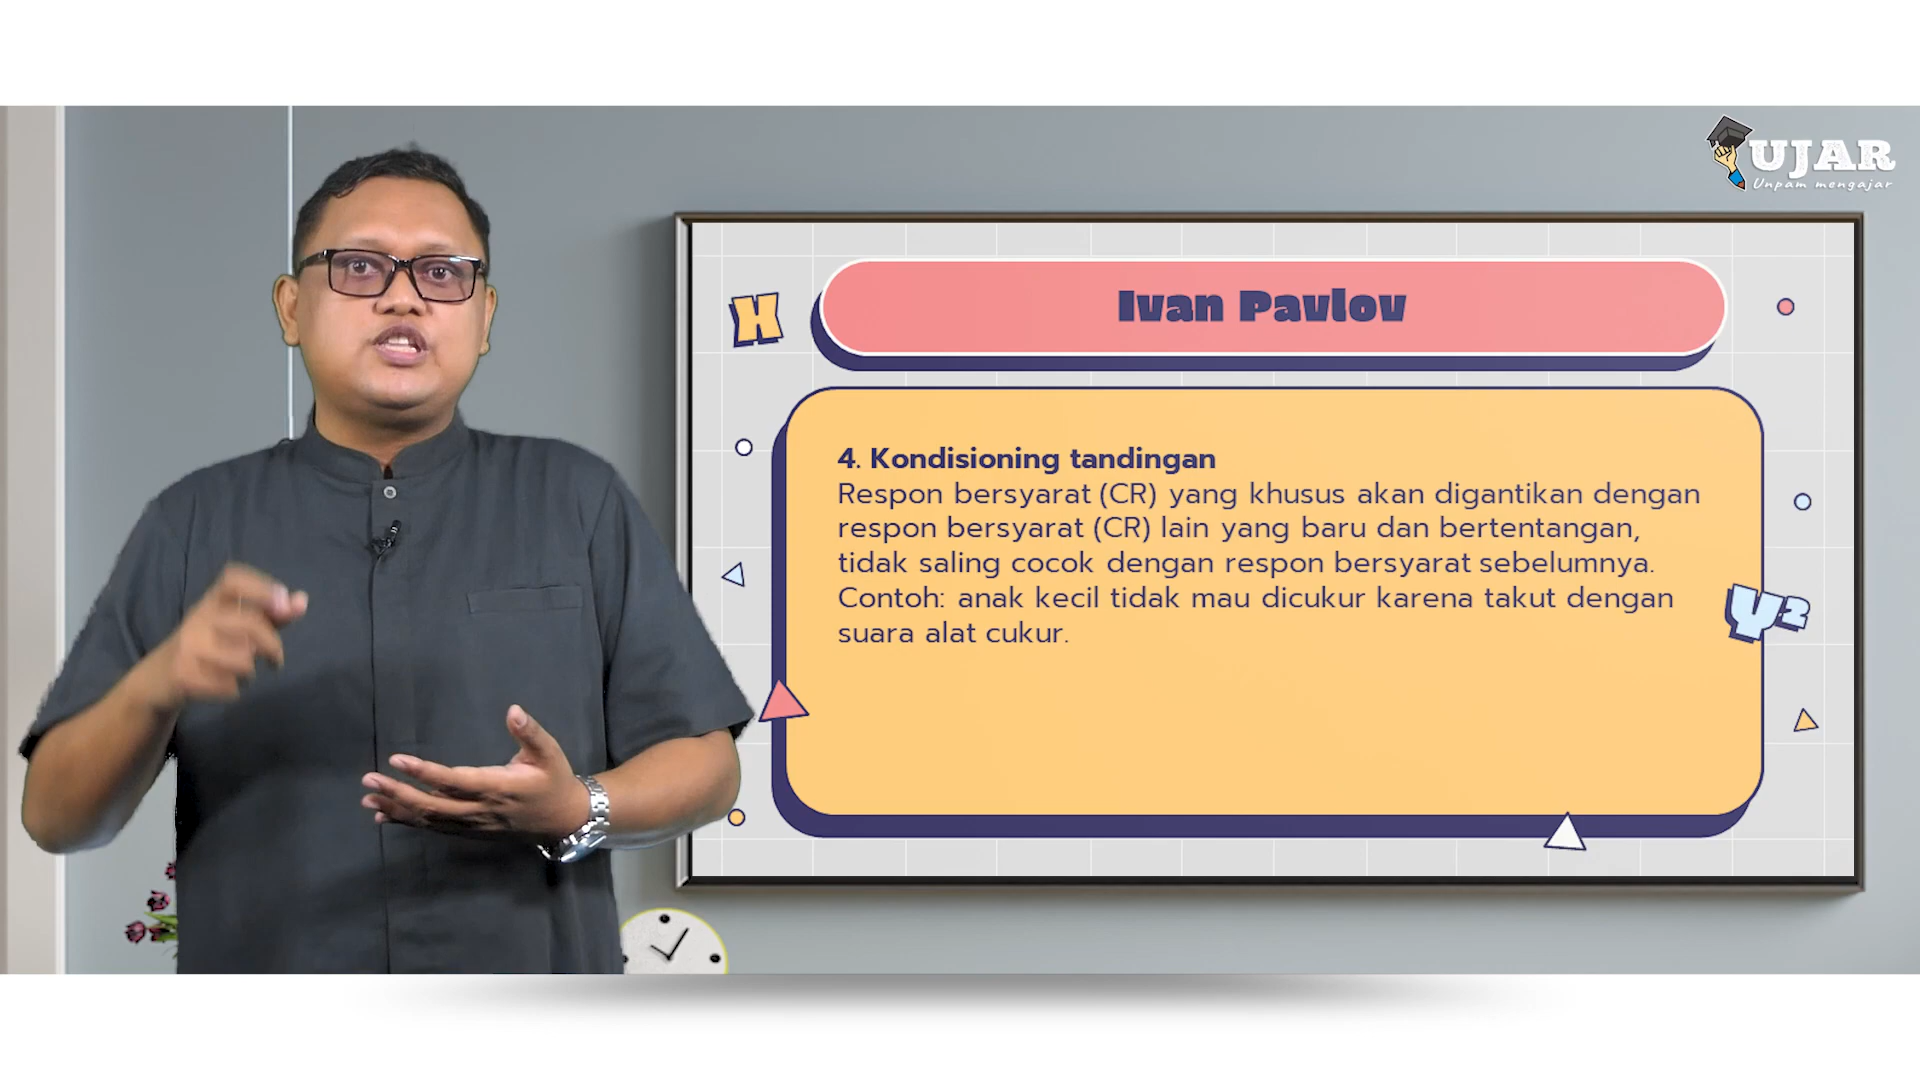 UJAR
Unpam mengajar
Ivan Pavlov
X
4. Kondisioning tandingan
Respon bersyarat (CR) yang khusus akan digantikan dengan
respon bersyarat (CR) lain yang baru dan bertentangan,
tidak saling cocok dengan respon bersyarat sebelumnya.
Contoh: anak kecil tidak mau dicukur karena takut dengan
suara alat cukur.
Y²